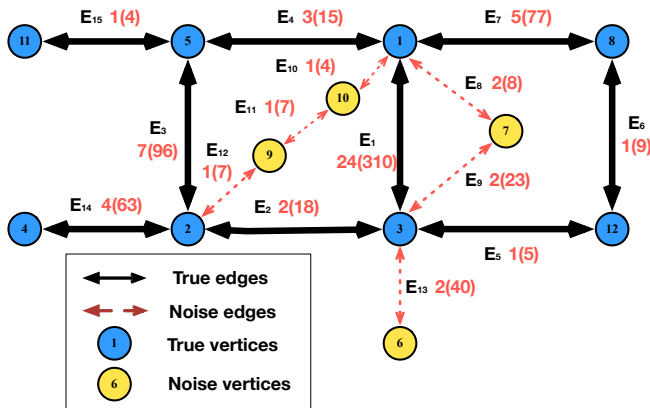 E15 1(4)
E4 3(15)
E7 5(77)
11
5
1
8
E10 1(4)
E8 2(8)
10
E11 1(7)
7
E3
7(96)
E12
1(7)
E1
24(310)
E6
1(9)
9
E9 2(23)
E14 4(63)
E2 2(18)
4
2
3
12
E5 1(5)
E13 2(40)
True edges
Noise edges
1 True vertices
6 Noise vertices
6